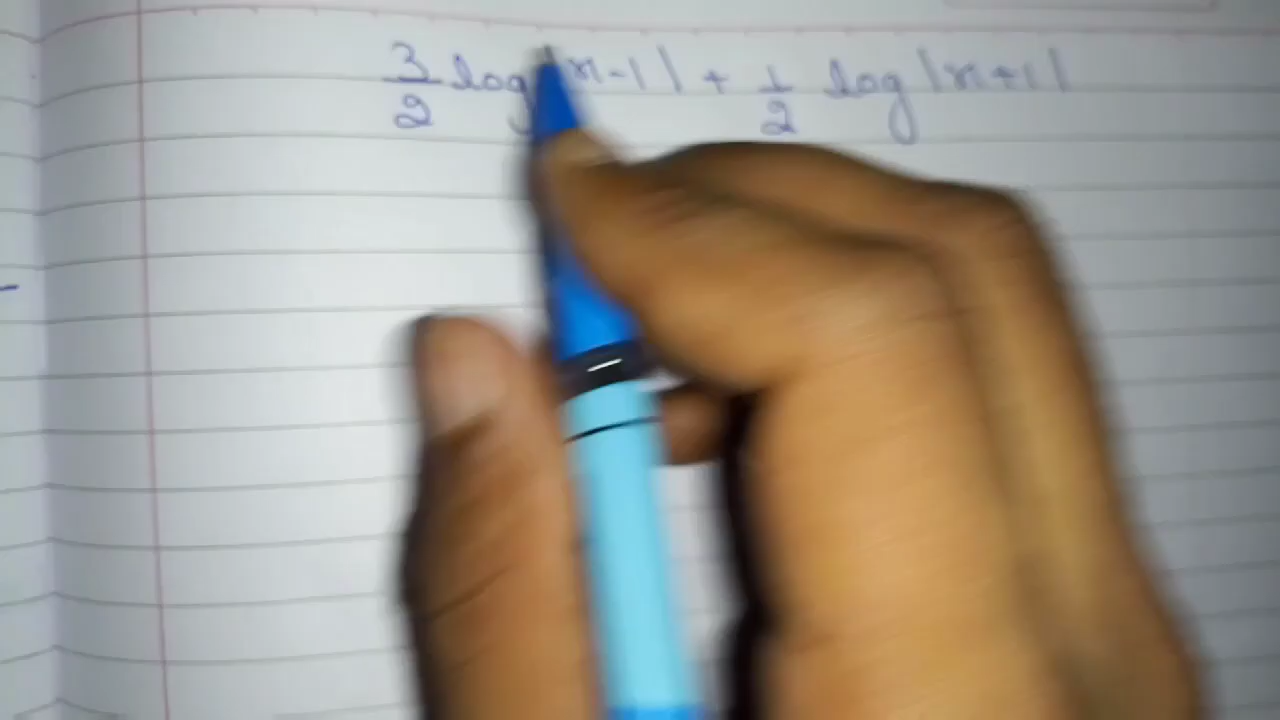 3/2 log |x-1| + 1/2 log |x+1|